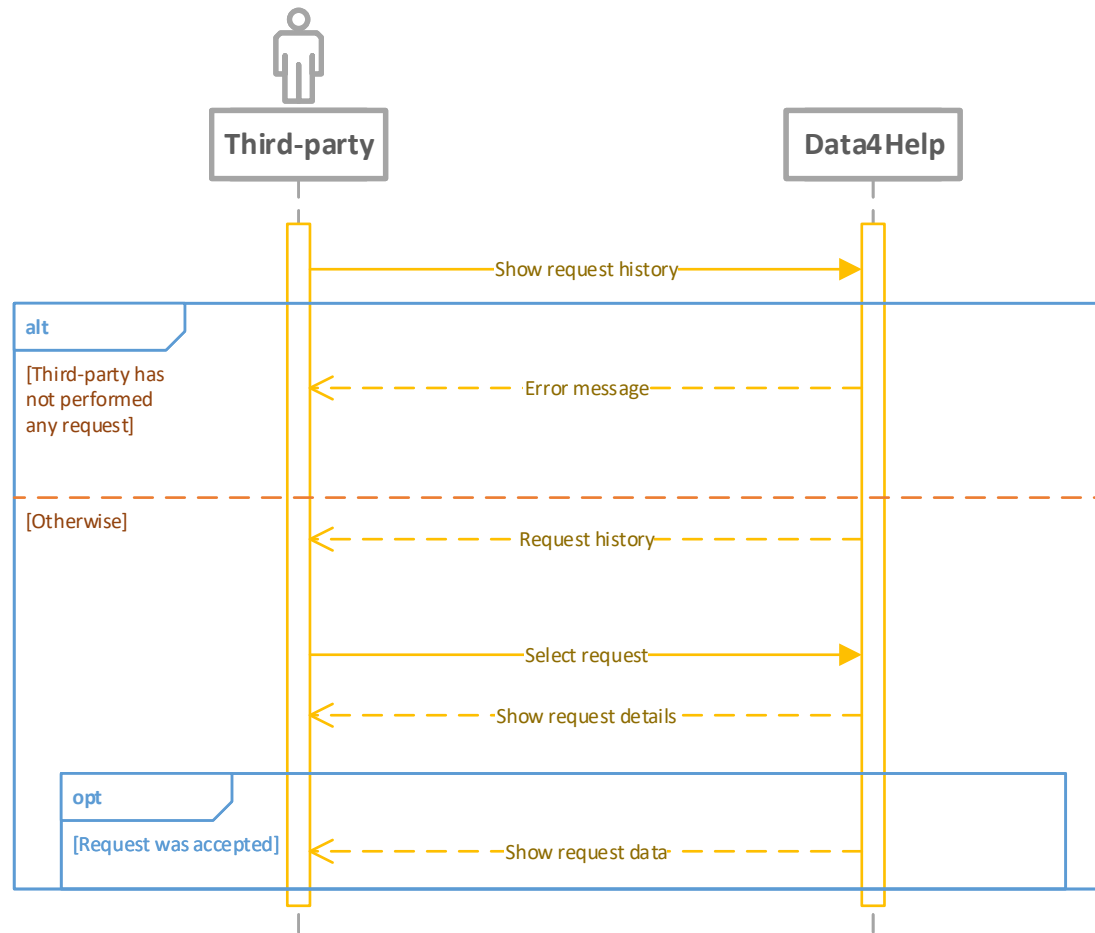 Third-party
Data4Help
Show request history
alt
[Third-party has
not performed
any request]
Error message
[Otherwise]
Request history
Select request
Show request details
opt
[Request was accepted]
Show request data